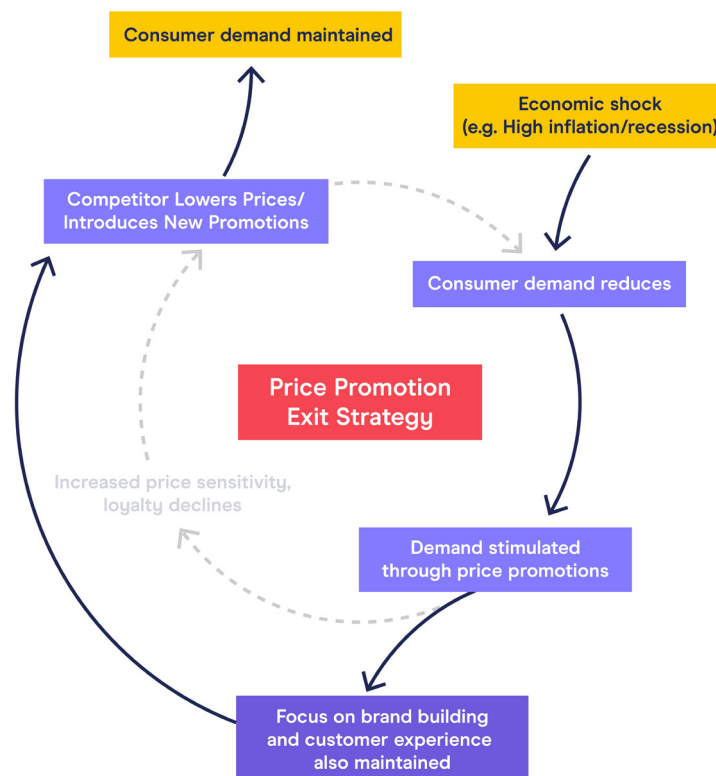 Consumer demand maintained
Economic shock
(e.g. High inflation/recession)
Competitor Lowers Prices/
Introduces New Promotions
Consumer demand reduces
Price Promotion
Exit Strategy
Increased price sensitivity,
loyalty declines
Demand stimulated
through price promotions
Focus on brand building
and customer experience
also maintained